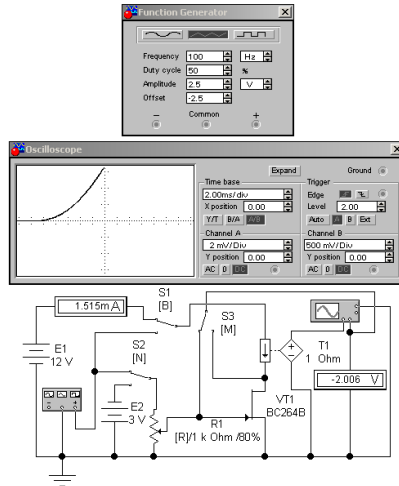 Function Generator
Frequency 100 Hz
Duty cycle 50 %
Amplitude 2.5 V
Offset -2.5
− Common +
Oscilloscope
Expand Ground
Time base
2.00ms/div
X position 0.00
Y/T B/A A/B
Trigger
Edge
Level 2.00
Auto A B Ext
Channel A
2 mV/Div
Y position 0.00
AC 0 DC
Channel B
500 mV/Div
Y position 0.00
AC 0 DC
1.515m A
S1
[B]
S3
[M]
E1
12 V
S2
[N]
T1
1 Ohm
-2.006 V
E2
3 V
R1
[R]/1 k Ohm /80%
VT1
BC264B